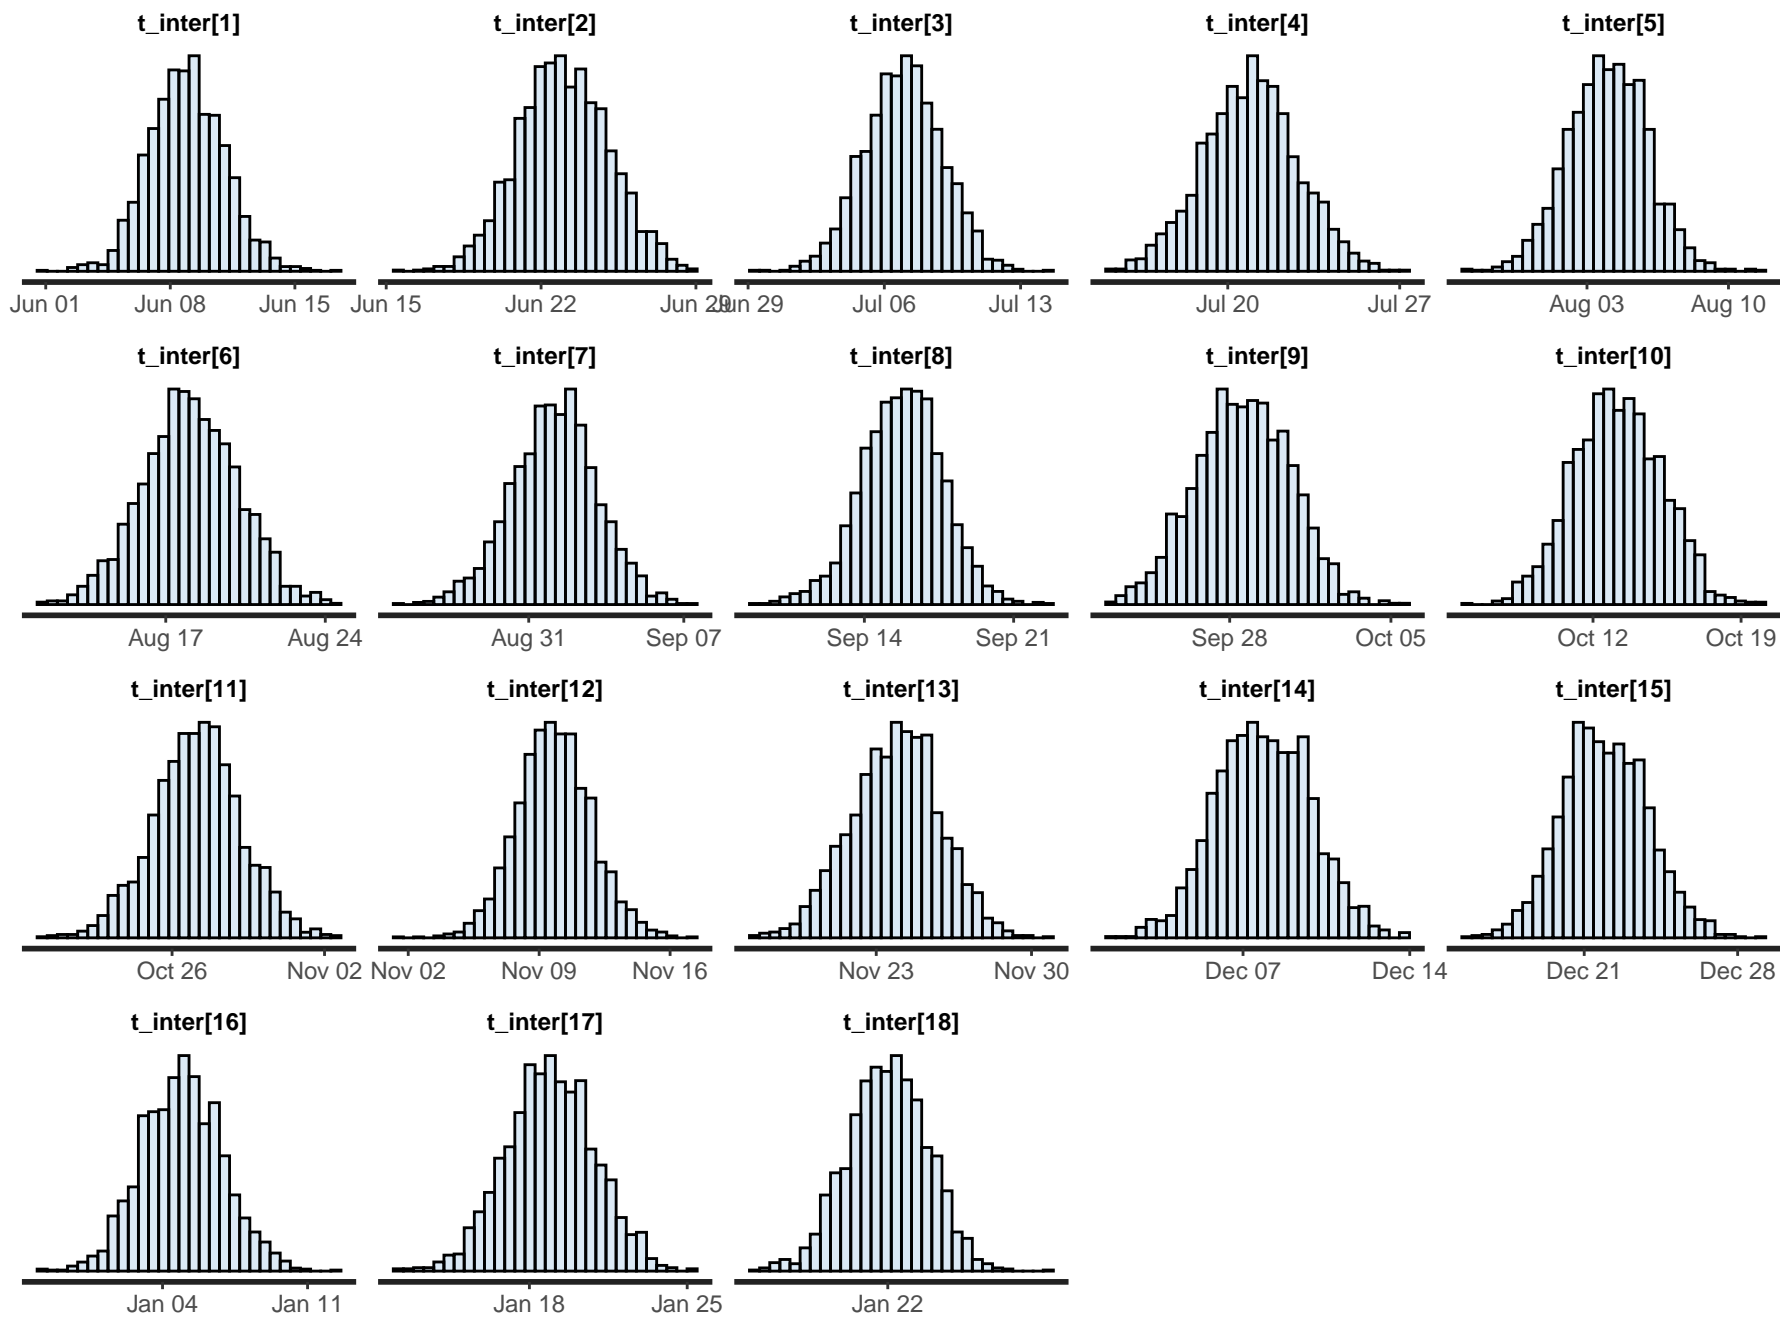 t_inter[1] t_inter[2] t_inter[3] t_inter[4] t_inter[5]
Jun 01 Jun 08 Jun 15 Jun 15 Jun 22 Jun 29 Jun 29 Jul 06 Jul 13 Jul 20 Jul 27 Aug 03 Aug 10
t_inter[6] t_inter[7] t_inter[8] t_inter[9] t_inter[10]
Aug 17 Aug 24 Aug 31 Sep 07 Sep 14 Sep 21 Sep 28 Oct 05 Oct 12 Oct 19
t_inter[11] t_inter[12] t_inter[13] t_inter[14] t_inter[15]
Oct 26 Nov 02 Nov 02 Nov 09 Nov 16 Nov 23 Nov 30 Dec 07 Dec 14 Dec 21 Dec 28
t_inter[16] t_inter[17] t_inter[18]
Jan 04 Jan 11 Jan 18 Jan 25 Jan 22